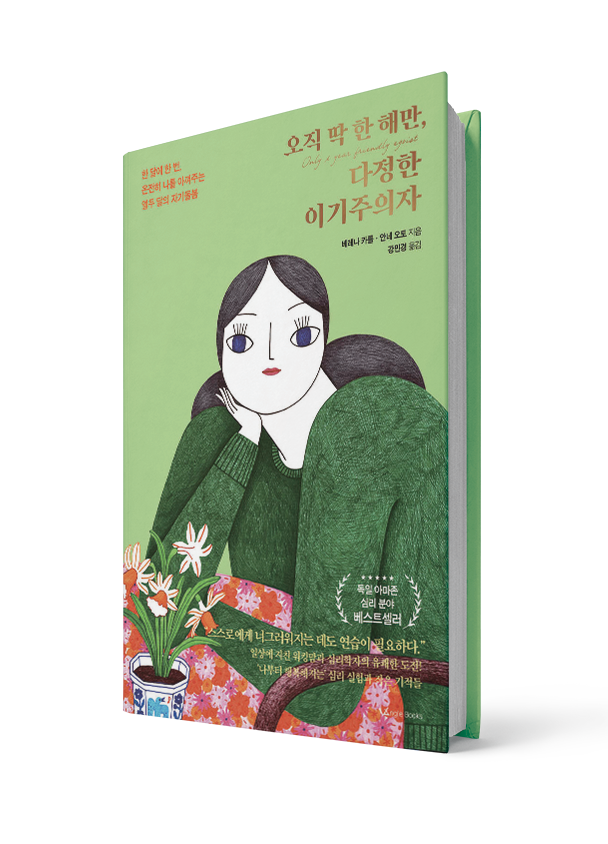 한 달에 한 번,
온전히 나를 아껴주는
열두 달의 자기돌봄
오직 딱 한 해만,
Only a year, friendly egoist
다정한
이기주의자
베레나 카를 · 안네 오토 지음
강민경 옮김
독일 아마존
심리 분야
베스트셀러
스스로에게 너그러워지는 데도 연습이 필요하다.”
일상에 지친 워킹맘과 심리학자의 유쾌한 도전!
‘나부터 행복해지는’ 심리 실험과 작은 기적들
Books